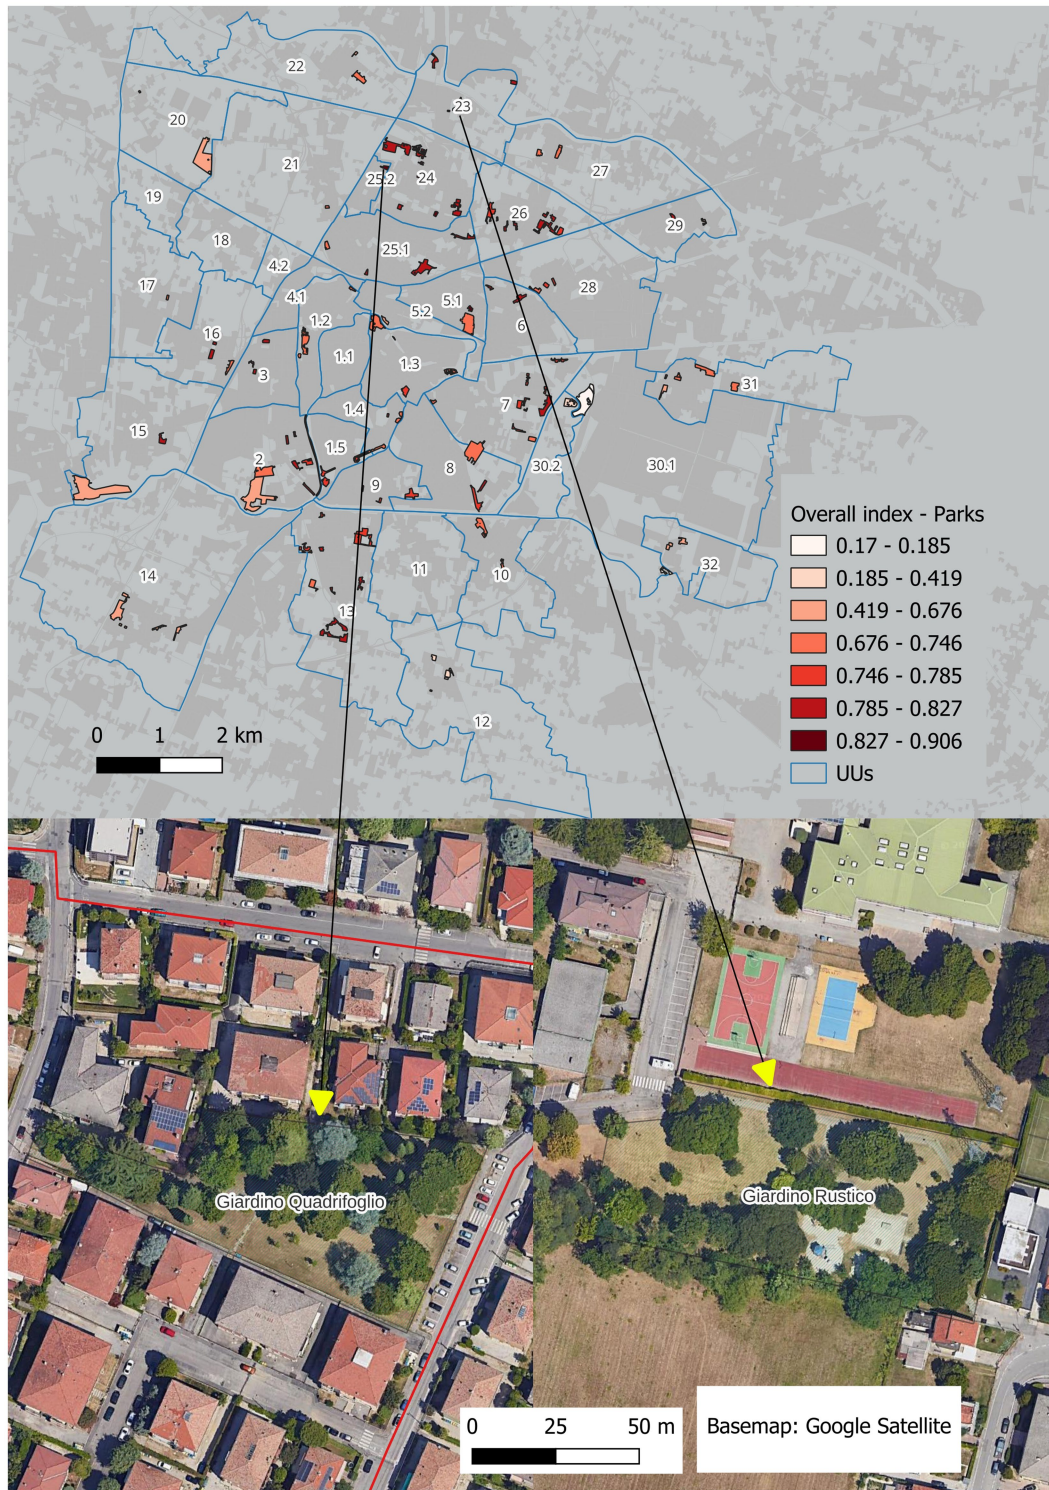 22
23
20
27
21
25.2
24
19
26
29
18
25.1
4.2
17
28
4.1
5.1
5.2
1.2
6
16
1.1
1.3
3
31
7
1.4
15
1.5
2
8
30.2
30.1
9
Overall index - Parks
0.17 - 0.185
0.185 - 0.419
0.419 - 0.676
0.676 - 0.746
0.746 - 0.785
0.785 - 0.827
0.827 - 0.906
UUs
32
14
11
10
13
12
0 1 2 km
Giardino Quadrifoglio
Giardino Rustico
0 25 50 m
Basemap: Google Satellite